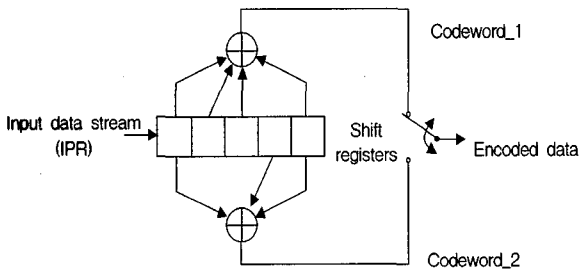 Codeword_1
Input data stream
(IPR)
Shift
registers
Encoded data
Codeword_2